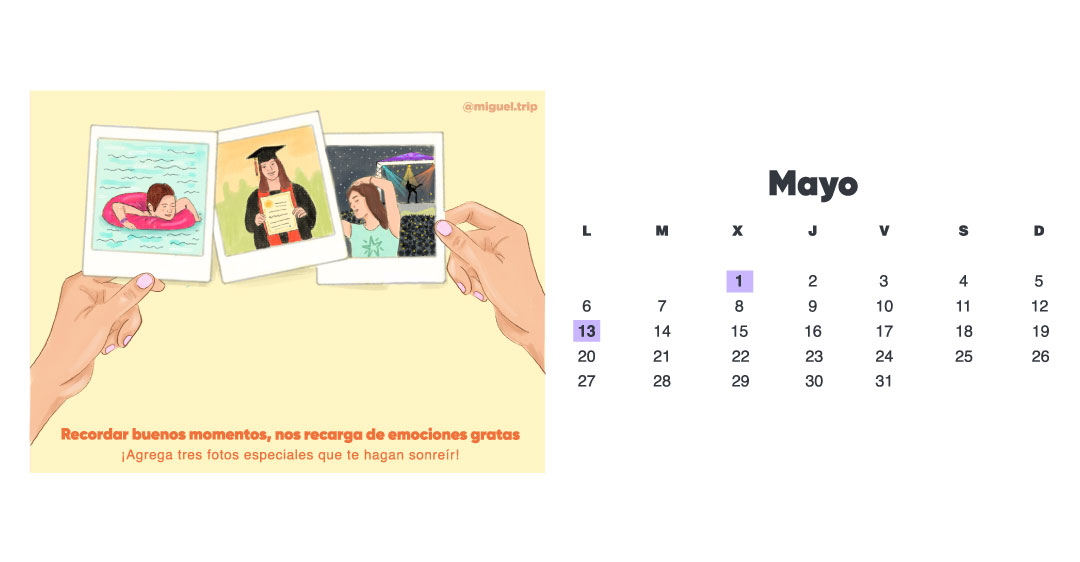 @miguel.trip
Recordar buenos momentos, nos recarga de emociones gratas
¡Agrega tres fotos especiales que te hagan sonreír!
Mayo
L M X J V S D
1 2 3 4 5
6 7 8 9 10 11 12
13 14 15 16 17 18 19
20 21 22 23 24 25 26
27 28 29 30 31